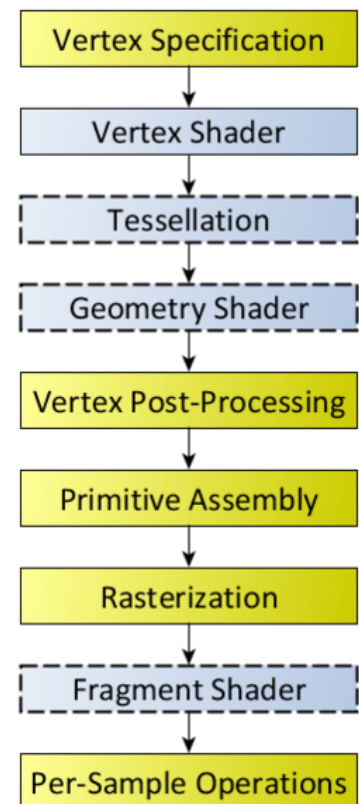 Vertex Specification
Vertex Shader
Tessellation
Geometry Shader
Vertex Post-Processing
Primitive Assembly
Rasterization
Fragment Shader
Per-Sample Operations